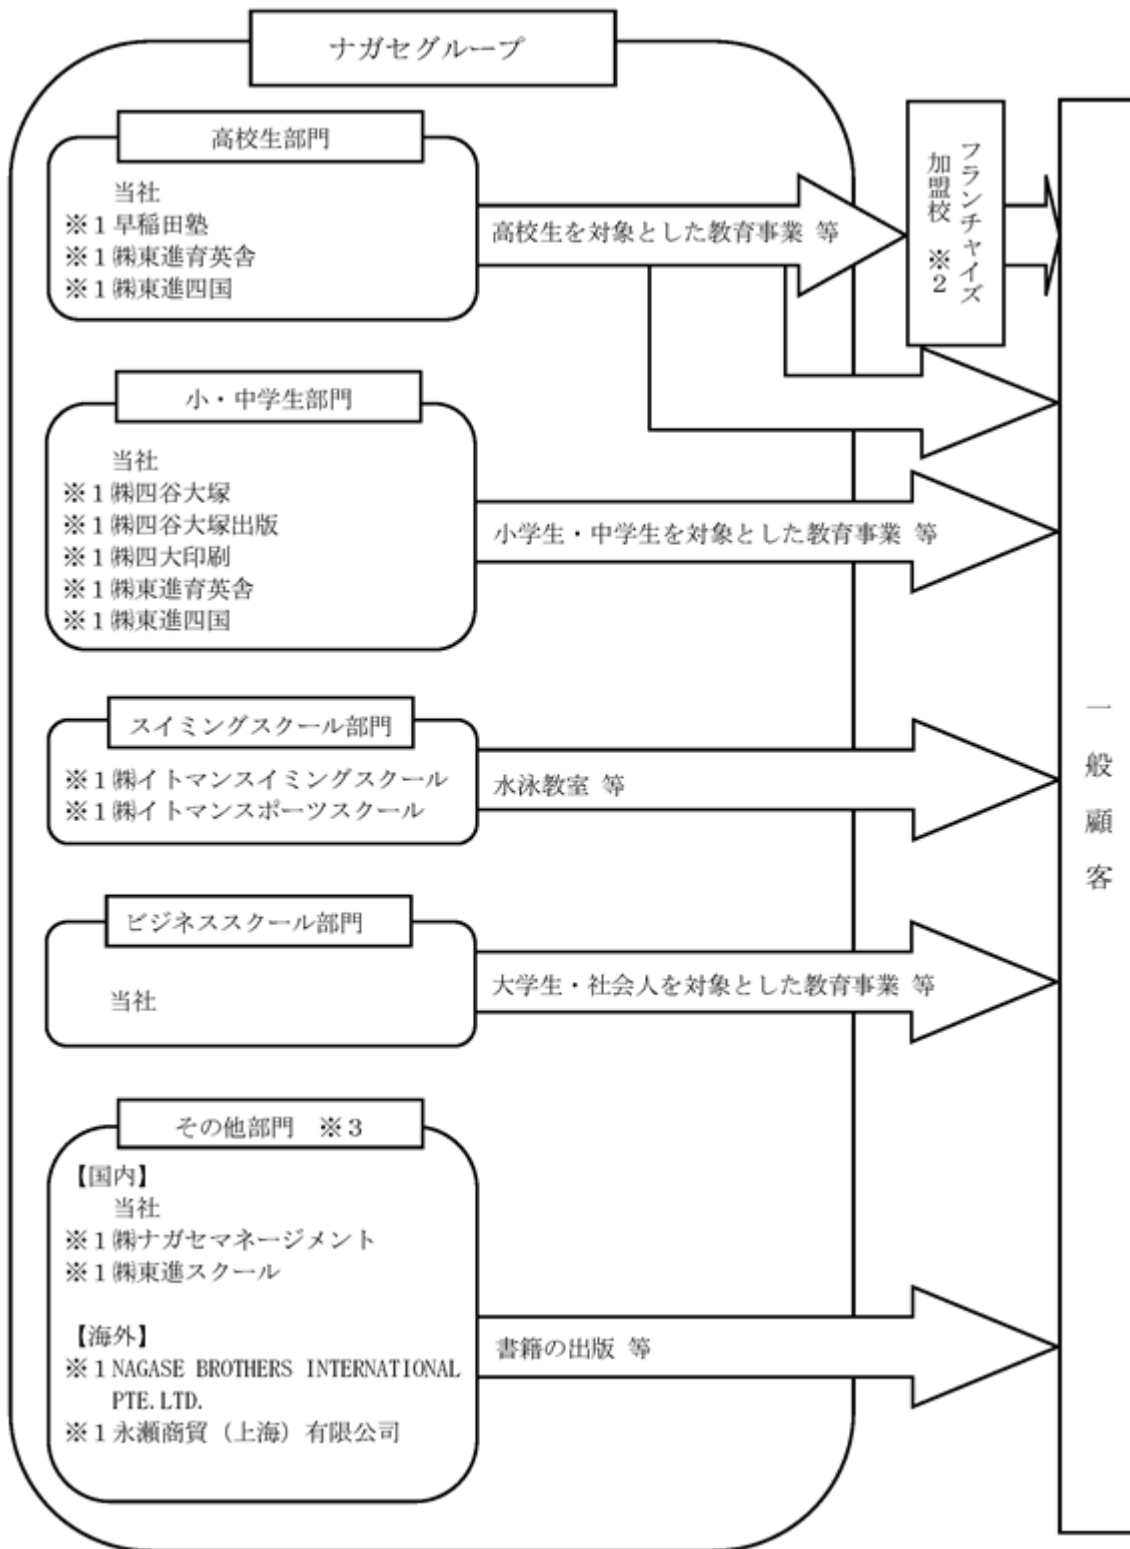 ナガセグループ
高校生部門
当社
※1早稲田塾
※1㈱東進育英舎
※1㈱東進四国
高校生を対象とした教育事業 等
フランチャイズ
加盟校 ※2
小・中学生部門
当社
※1㈱四谷大塚
※1㈱四谷大塚出版
※1㈱四大印刷
※1㈱東進育英舎
※1㈱東進四国
小学生・中学生を対象とした教育事業 等
スイミングスクール部門
※1㈱イトマンスイミングスクール
※1㈱イトマンスポーツスクール
水泳教室 等
ビジネススクール部門
当社
大学生・社会人を対象とした教育事業 等
その他部門 ※3
【国内】
当社
※1㈱ナガセマネージメント
※1㈱東進スクール
【海外】
※1NAGASE BROTHERS INTERNATIONAL
PTE.LTD.
※1永瀬商貿（上海）有限公司
書籍の出版 等
一般顧客